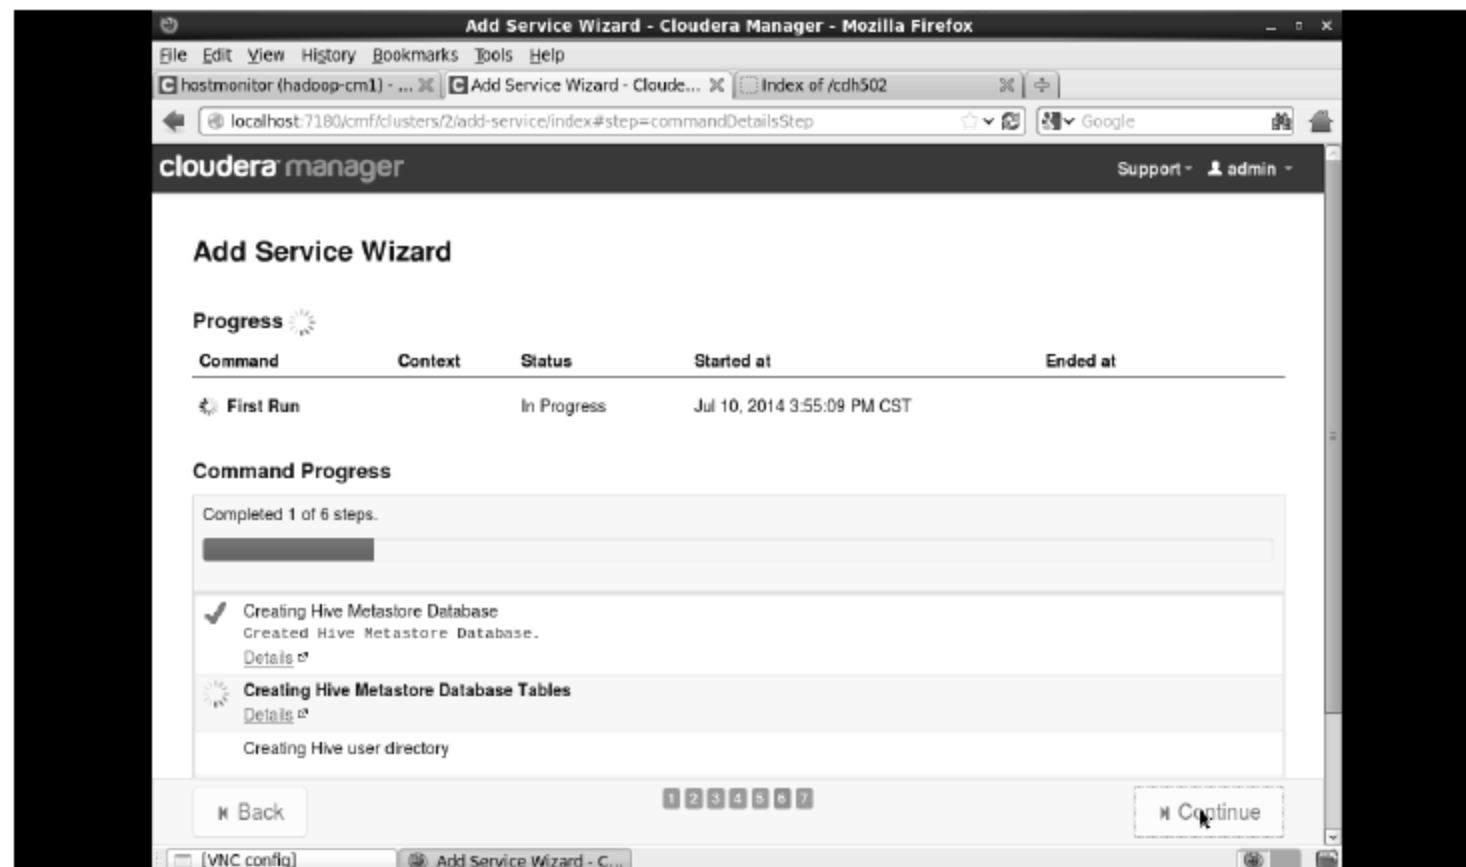 Add Service Wizard - Cloudera Manager - Mozilla Firefox
File Edit View History Bookmarks Tools Help
hostmonitor (hadoop-cm1) - ... Add Service Wizard - Cloude... Index of /cdh502
localhost:7180/cmf/clusters/2/add-service/index#step=commandDetailsStep Google
cloudera manager Support admin
Add Service Wizard
Progress
Command Context Status Started at Ended at
First Run In Progress Jul 10, 2014 3:55:09 PM CST
Command Progress
Completed 1 of 6 steps.
Creating Hive Metastore Database
Created Hive Metastore Database.
Details
Creating Hive Metastore Database Tables
Details
Creating Hive user directory
Back 1 2 3 4 5 6 7 Continue
[VNC config] Add Service Wizard - C...